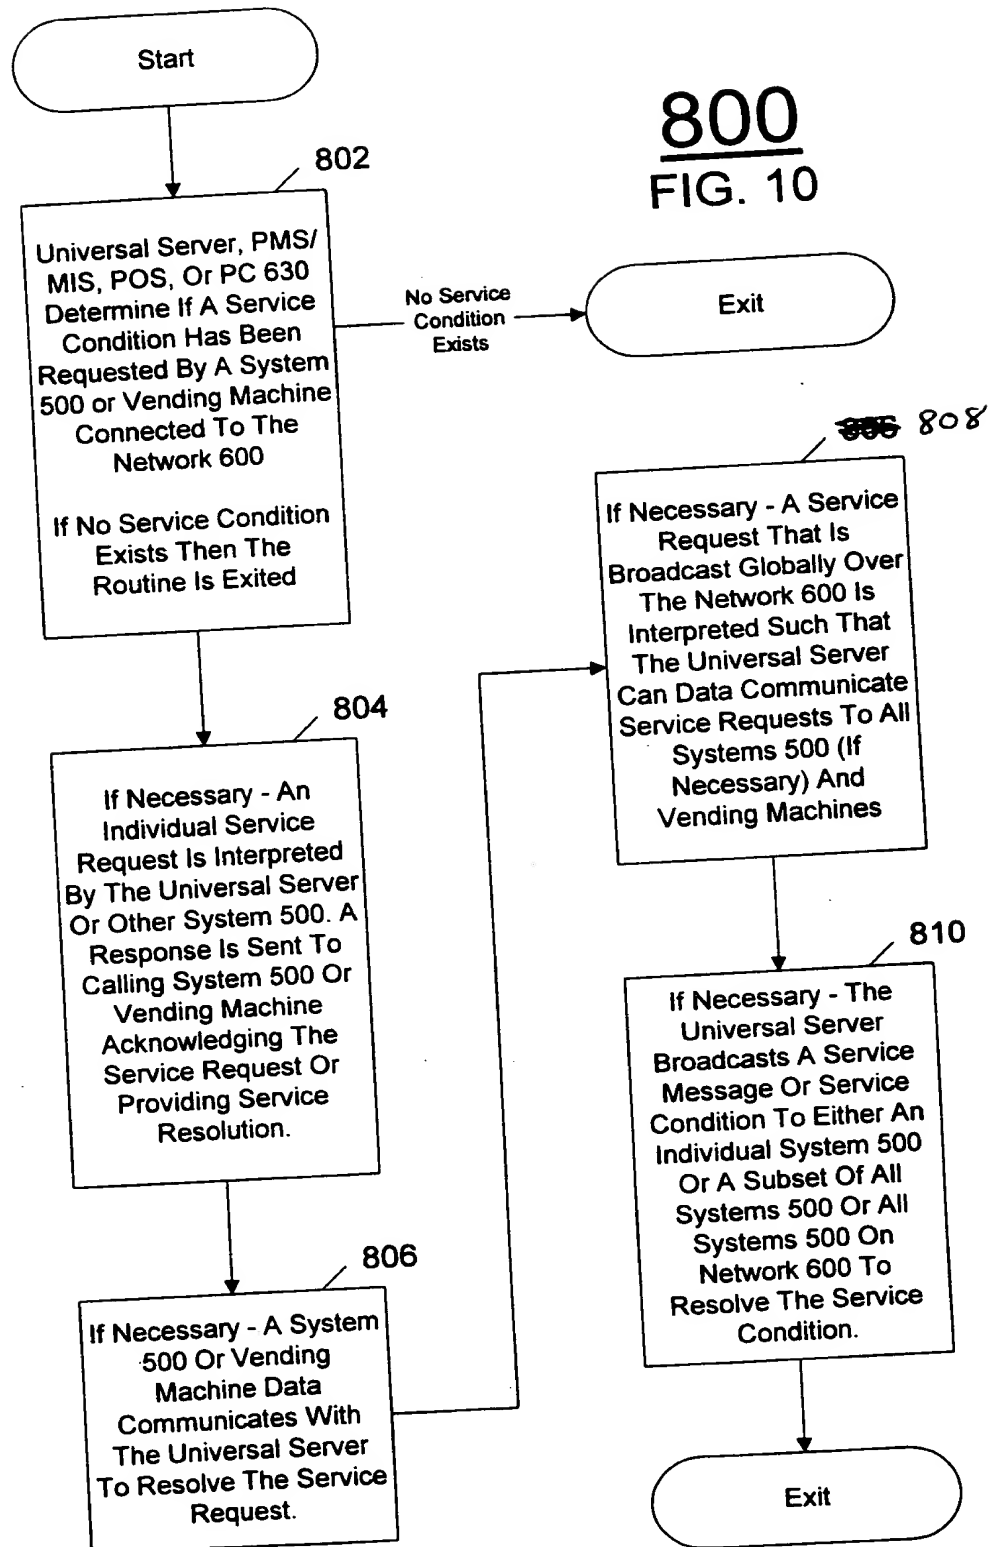 Start
800
FIG. 10
802
Universal Server, PMS/
MIS, POS, Or PC 630
Determine If A Service
Condition Has Been
Requested By A System
500 or Vending Machine
Connected To The
Network 600
If No Service Condition
Exists Then The
Routine Is Exited
No Service
Condition
Exists
Exit
804
If Necessary - An
Individual Service
Request Is Interpreted
By The Universal Server
Or Other System 500. A
Response Is Sent To
Calling System 500 Or
Vending Machine
Acknowledging The
Service Request Or
Providing Service
Resolution.
806
If Necessary - A System
500 Or Vending
Machine Data
Communicates With
The Universal Server
To Resolve The Service
Request.
808
If Necessary - A Service
Request That Is
Broadcast Globally Over
The Network 600 Is
Interpreted Such That
The Universal Server
Can Data Communicate
Service Requests To All
Systems 500 (If
Necessary) And
Vending Machines
810
If Necessary - The
Universal Server
Broadcasts A Service
Message Or Service
Condition To Either An
Individual System 500
Or A Subset Of All
Systems 500 Or All
Systems 500 On
Network 600 To
Resolve The Service
Condition.
Exit